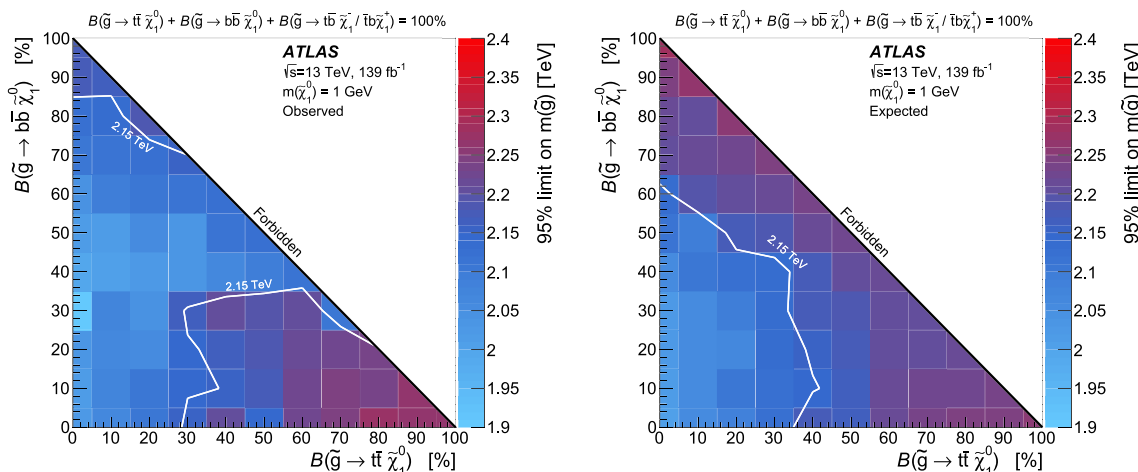 B(g̃ → tt̄ χ̃₁⁰) + B(g̃ → bb̄ χ̃₁⁰) + B(g̃ → tb̄ χ̃₁⁻/ t̄bχ̃₁⁺) = 100%
B(g̃ → bb̄ χ̃₁⁰) [%]
100
90
80
70
60
50
40
30
20
10
0
ATLAS
√s=13 TeV, 139 fb⁻¹
m(χ̃₁⁰) = 1 GeV
Observed
2.15 TeV
Forbidden
2.15 TeV
0 10 20 30 40 50 60 70 80 90 100
B(g̃ → tt̄ χ̃₁⁰) [%]
2.4
2.35
2.3
2.25
2.2
2.15
2.1
2.05
2
1.95
1.9
95% limit on m(g̃) [TeV]
B(g̃ → tt̄ χ̃₁⁰) + B(g̃ → bb̄ χ̃₁⁰) + B(g̃ → tb̄ χ̃₁⁻/ t̄bχ̃₁⁺) = 100%
B(g̃ → bb̄ χ̃₁⁰) [%]
100
90
80
70
60
50
40
30
20
10
0
ATLAS
√s=13 TeV, 139 fb⁻¹
m(χ̃₁⁰) = 1 GeV
Expected
Forbidden
2.15 TeV
0 10 20 30 40 50 60 70 80 90 100
B(g̃ → tt̄ χ̃₁⁰) [%]
2.4
2.35
2.3
2.25
2.2
2.15
2.1
2.05
2
1.95
1.9
95% limit on m(g̃) [TeV]